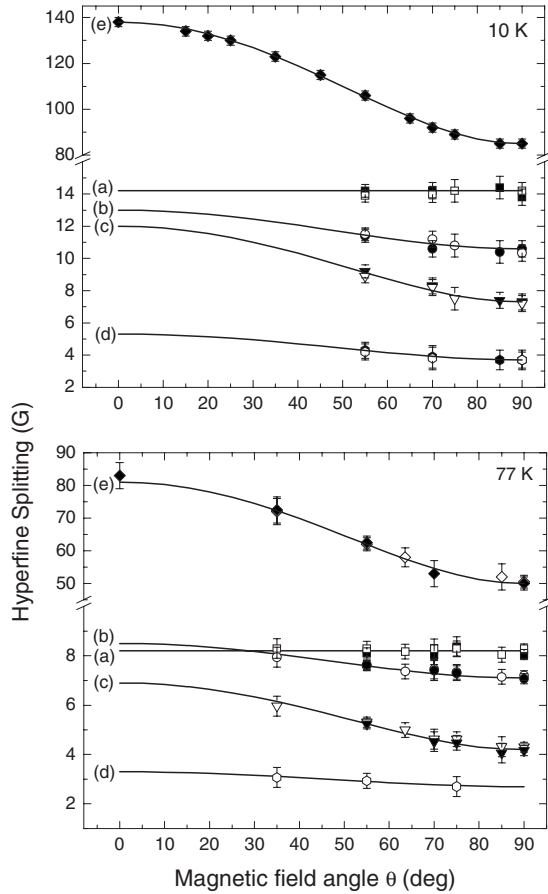 140
120
100
80
14
12
10
8
6
4
2
(e)
10 K
(a)
(b)
(c)
(d)
0 10 20 30 40 50 60 70 80 90
Hyperfine Splitting (G)
90
80
70
60
50
8
6
4
2
(e)
77 K
(b)
(a)
(c)
(d)
0 10 20 30 40 50 60 70 80 90
Magnetic field angle θ (deg)